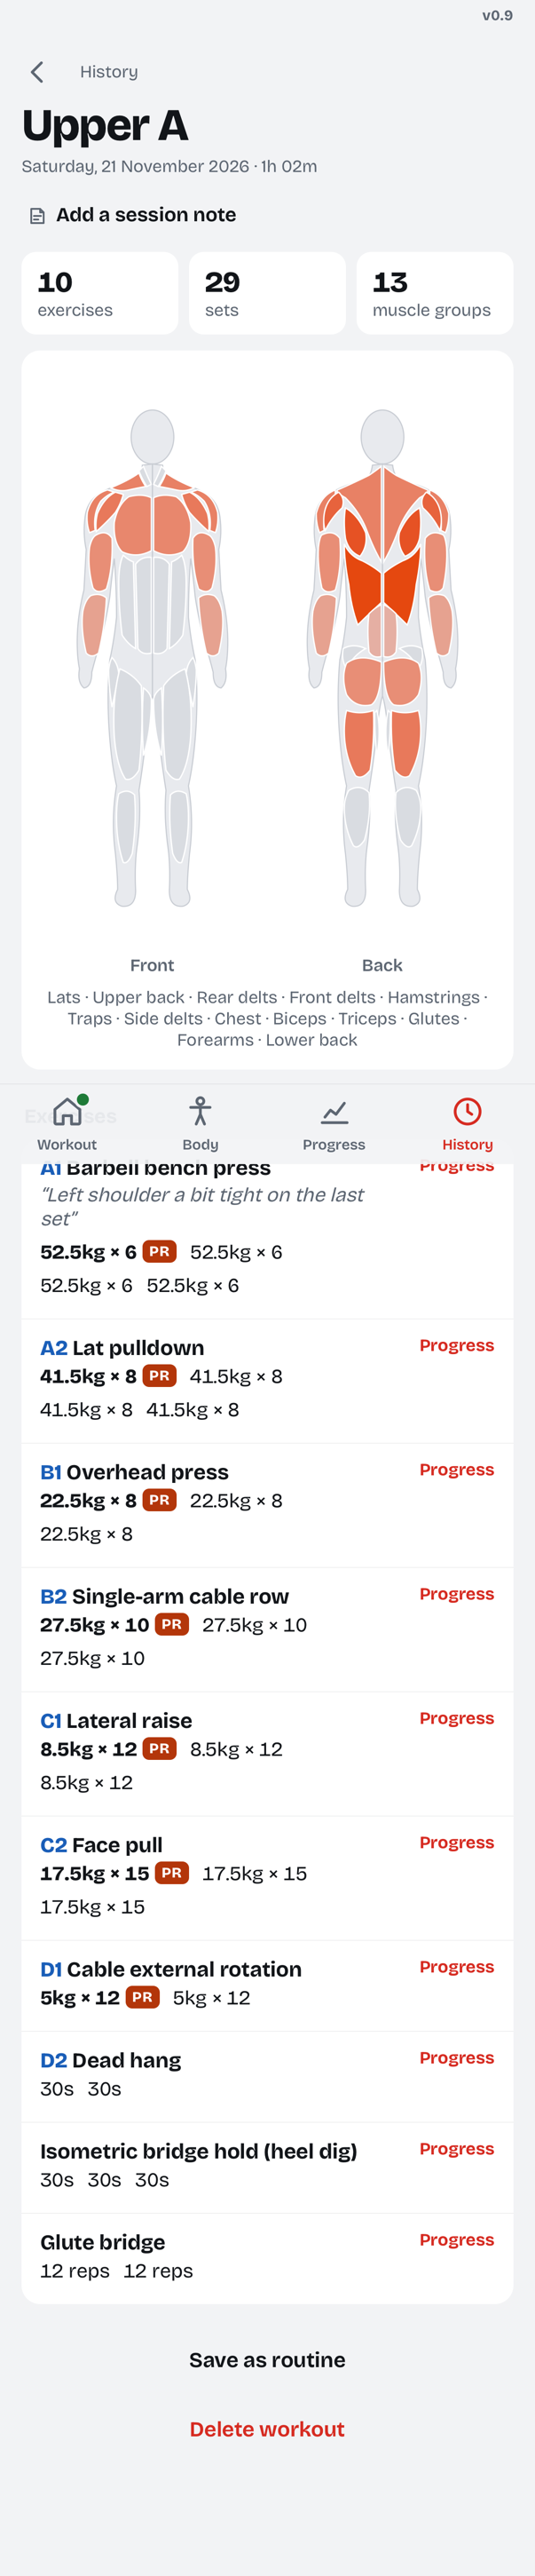 v0.9
History
Upper A
Saturday, 21 November 2026 · 1h 02m
Add a session note
10
exercises
29
sets
13
muscle groups
Front
Back
Lats · Upper back · Rear delts · Front delts · Hamstrings ·
Traps · Side delts · Chest · Biceps · Triceps · Glutes ·
Forearms · Lower back
Exercises
Workout
Body
Progress
History
A1 Barbell bench press
Progress
“Left shoulder a bit tight on the last
set”
52.5kg × 6 PR 52.5kg × 6
52.5kg × 6 52.5kg × 6
A2 Lat pulldown
Progress
41.5kg × 8 PR 41.5kg × 8
41.5kg × 8 41.5kg × 8
B1 Overhead press
Progress
22.5kg × 8 PR 22.5kg × 8
22.5kg × 8
B2 Single-arm cable row
Progress
27.5kg × 10 PR 27.5kg × 10
27.5kg × 10
C1 Lateral raise
Progress
8.5kg × 12 PR 8.5kg × 12
8.5kg × 12
C2 Face pull
Progress
17.5kg × 15 PR 17.5kg × 15
17.5kg × 15
D1 Cable external rotation
Progress
5kg × 12 PR 5kg × 12
D2 Dead hang
Progress
30s 30s
Isometric bridge hold (heel dig)
Progress
30s 30s 30s
Glute bridge
Progress
12 reps 12 reps
Save as routine
Delete workout